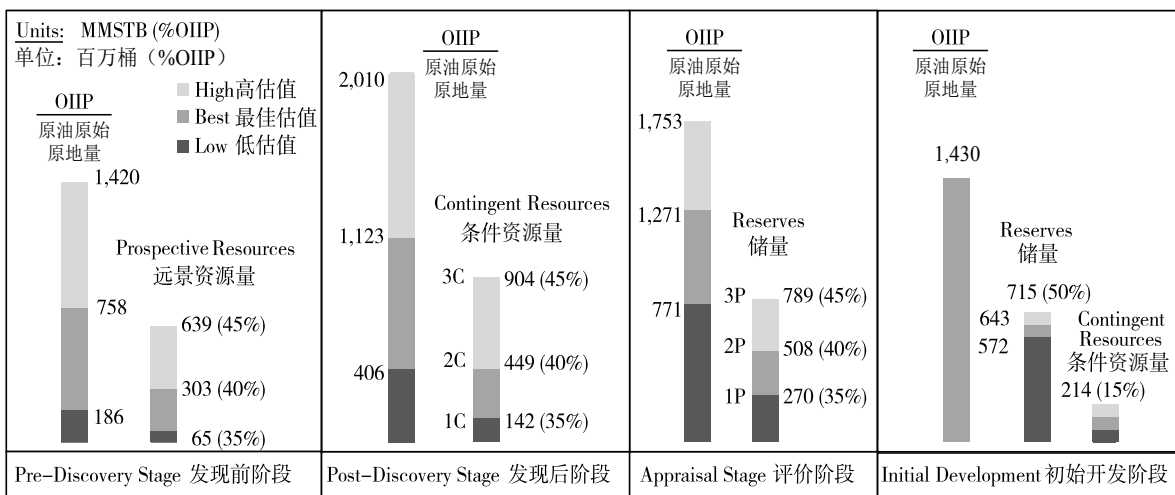 Units: MMSTB (%OIIP)
单位：百万桶（%OIIP）
High高估值
Best 最佳估值
Low 低估值
OIIP
原油原始
原地量
1,420
758
186
Prospective Resources
远景资源量
639 (45%)
303 (40%)
65 (35%)
Pre-Discovery Stage 发现前阶段
OIIP
原油原始
原地量
2,010
1,123
406
Contingent Resources
条件资源量
3C 904 (45%)
2C 449 (40%)
1C 142 (35%)
Post-Discovery Stage 发现后阶段
OIIP
原油原始
原地量
1,753
1,271
771
Reserves
储量
3P 789 (45%)
2P 508 (40%)
1P 270 (35%)
Appraisal Stage 评价阶段
OIIP
原油原始
原地量
1,430
Reserves
储量
715 (50%)
643
572
Contingent
Resources
条件资源量
214 (15%)
Initial Development 初始开发阶段